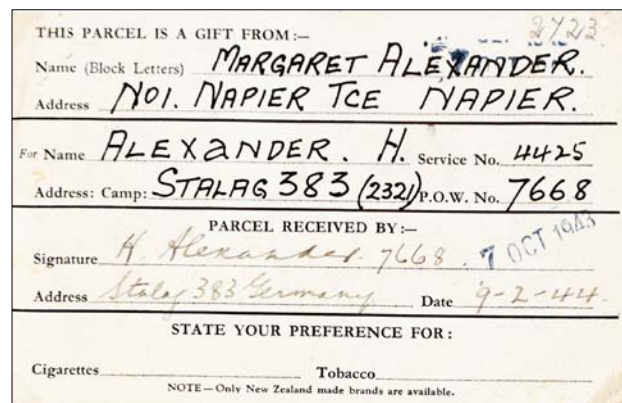 2723
THIS PARCEL IS A GIFT FROM:—
Name (Block Letters) MARGARET ALEXANDER.
Address NO1. NAPIER TCE NAPIER.
For Name ALEXANDER. H. Service No. 4425
Address: Camp: STALAG 383 (2321) P.O.W. No. 7668
PARCEL RECEIVED BY:—
7 OCT 1943
Signature H. Alexander. 7668.
Address Stalag 383 Germany Date 9-2-44.
STATE YOUR PREFERENCE FOR:
Cigarettes Tobacco
NOTE—Only New Zealand made brands are available.